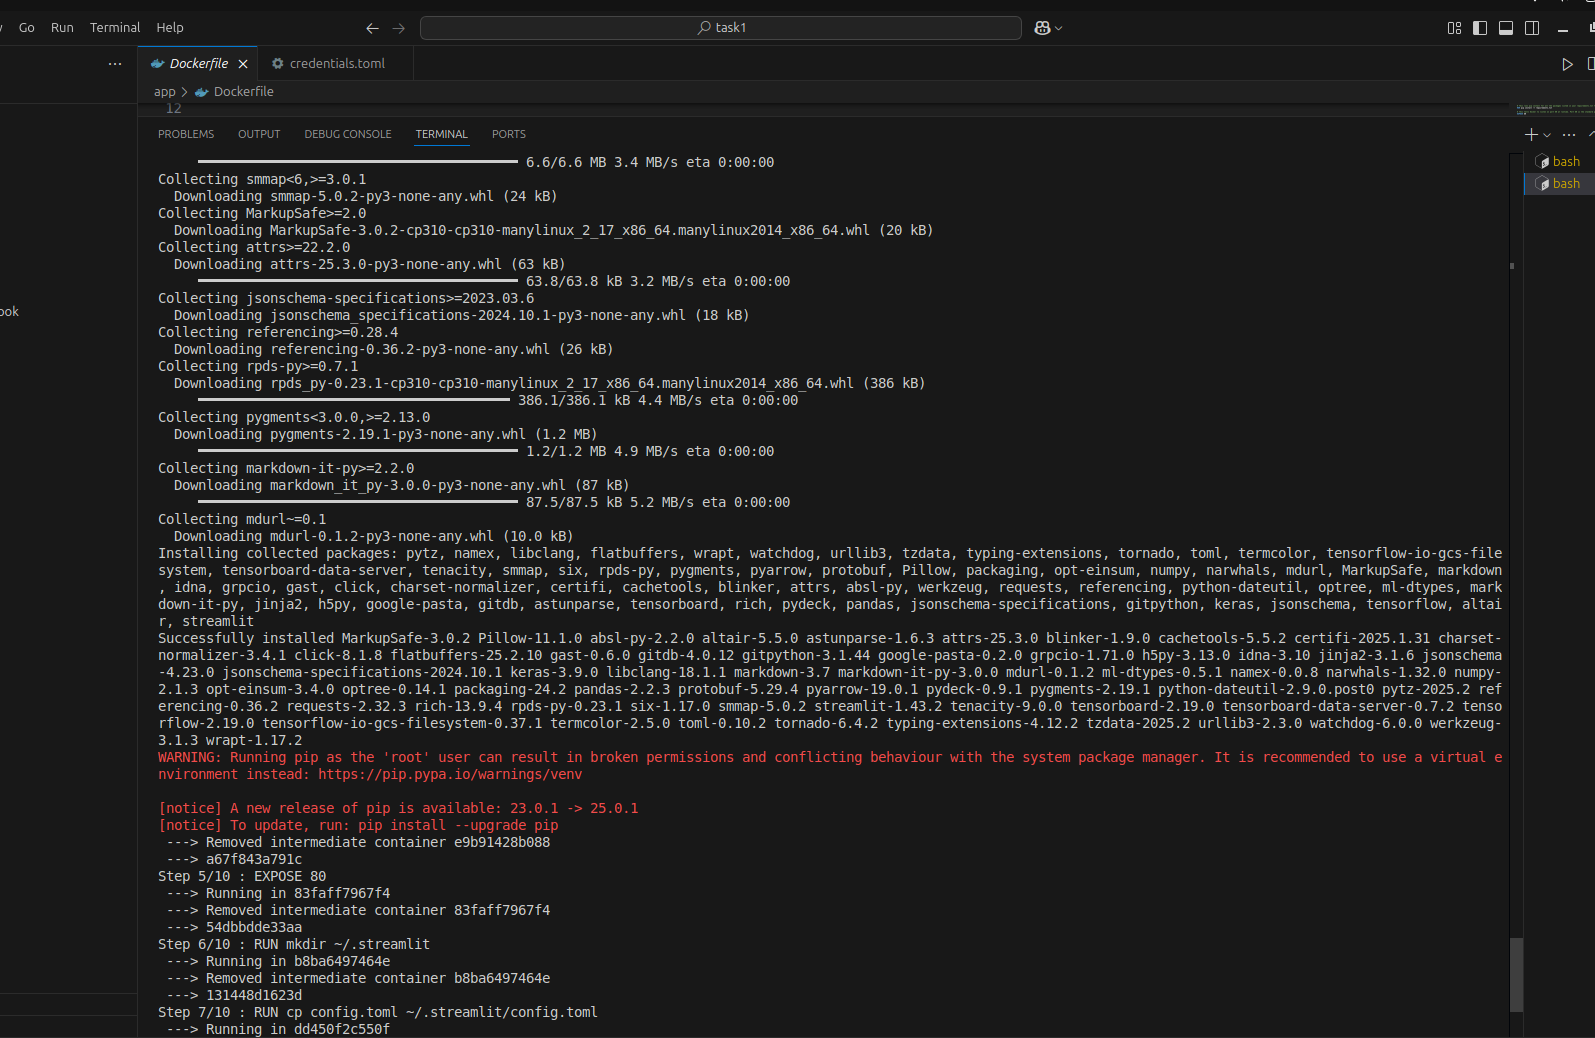 Go Run Terminal Help
task1
Dockerfile
credentials.toml
app > Dockerfile
12
PROBLEMS OUTPUT DEBUG CONSOLE TERMINAL PORTS
bash
bash
ook
6.6/6.6 MB 3.4 MB/s eta 0:00:00
Collecting smmap<6,>=3.0.1
Downloading smmap-5.0.2-py3-none-any.whl (24 kB)
Collecting MarkupSafe>=2.0
Downloading MarkupSafe-3.0.2-cp310-cp310-manylinux_2_17_x86_64.manylinux2014_x86_64.whl (20 kB)
Collecting attrs>=22.2.0
Downloading attrs-25.3.0-py3-none-any.whl (63 kB)
63.8/63.8 kB 3.2 MB/s eta 0:00:00
Collecting jsonschema-specifications>=2023.03.6
Downloading jsonschema_specifications-2024.10.1-py3-none-any.whl (18 kB)
Collecting referencing>=0.28.4
Downloading referencing-0.36.2-py3-none-any.whl (26 kB)
Collecting rpds-py>=0.7.1
Downloading rpds_py-0.23.1-cp310-cp310-manylinux_2_17_x86_64.manylinux2014_x86_64.whl (386 kB)
386.1/386.1 kB 4.4 MB/s eta 0:00:00
Collecting pygments<3.0.0,>=2.13.0
Downloading pygments-2.19.1-py3-none-any.whl (1.2 MB)
1.2/1.2 MB 4.9 MB/s eta 0:00:00
Collecting markdown-it-py>=2.2.0
Downloading markdown_it_py-3.0.0-py3-none-any.whl (87 kB)
87.5/87.5 kB 5.2 MB/s eta 0:00:00
Collecting mdurl~=0.1
Downloading mdurl-0.1.2-py3-none-any.whl (10.0 kB)
Installing collected packages: pytz, namex, libclang, flatbuffers, wrapt, watchdog, urllib3, tzdata, typing-extensions, tornado, toml, termcolor, tensorflow-io-gcs-file
system, tensorboard-data-server, tenacity, smmap, six, rpds-py, pygments, pyarrow, protobuf, Pillow, packaging, opt-einsum, numpy, narwhals, mdurl, MarkupSafe, markdown
, idna, grpcio, gast, click, charset-normalizer, certifi, cachetools, blinker, attrs, absl-py, werkzeug, requests, referencing, python-dateutil, optree, ml-dtypes, mark
down-it-py, jinja2, h5py, google-pasta, gitdb, astunparse, tensorboard, rich, pydeck, pandas, jsonschema-specifications, gitpython, keras, jsonschema, tensorflow, altai
r, streamlit
Successfully installed MarkupSafe-3.0.2 Pillow-11.1.0 absl-py-2.2.0 altair-5.5.0 astunparse-1.6.3 attrs-25.3.0 blinker-1.9.0 cachetools-5.5.2 certifi-2025.1.31 charset-
normalizer-3.4.1 click-8.1.8 flatbuffers-25.2.10 gast-0.6.0 gitdb-4.0.12 gitpython-3.1.44 google-pasta-0.2.0 grpcio-1.71.0 h5py-3.13.0 idna-3.10 jinja2-3.1.6 jsonschema
-4.23.0 jsonschema-specifications-2024.10.1 keras-3.9.0 libclang-18.1.1 markdown-3.7 markdown-it-py-3.0.0 mdurl-0.1.2 ml-dtypes-0.5.1 namex-0.0.8 narwhals-1.32.0 numpy-
2.1.3 opt-einsum-3.4.0 optree-0.14.1 packaging-24.2 pandas-2.2.3 protobuf-5.29.4 pyarrow-19.0.1 pydeck-0.9.1 pygments-2.19.1 python-dateutil-2.9.0.post0 pytz-2025.2 ref
erencing-0.36.2 requests-2.32.3 rich-13.9.4 rpds-py-0.23.1 six-1.17.0 smmap-5.0.2 streamlit-1.43.2 tenacity-9.0.0 tensorboard-2.19.0 tensorboard-data-server-0.7.2 tenso
rflow-2.19.0 tensorflow-io-gcs-filesystem-0.37.1 termcolor-2.5.0 toml-0.10.2 tornado-6.4.2 typing-extensions-4.12.2 tzdata-2025.2 urllib3-2.3.0 watchdog-6.0.0 werkzeug-
3.1.3 wrapt-1.17.2
WARNING: Running pip as the 'root' user can result in broken permissions and conflicting behaviour with the system package manager. It is recommended to use a virtual e
nvironment instead: https://pip.pypa.io/warnings/venv
[notice] A new release of pip is available: 23.0.1 -> 25.0.1
[notice] To update, run: pip install --upgrade pip
---> Removed intermediate container e9b91428b088
---> a67f843a791c
Step 5/10 : EXPOSE 80
---> Running in 83faff7967f4
---> Removed intermediate container 83faff7967f4
---> 54dbbdde33aa
Step 6/10 : RUN mkdir ~/.streamlit
---> Running in b8ba6497464e
---> Removed intermediate container b8ba6497464e
---> 131448d1623d
Step 7/10 : RUN cp config.toml ~/.streamlit/config.toml
---> Running in dd450f2c550f